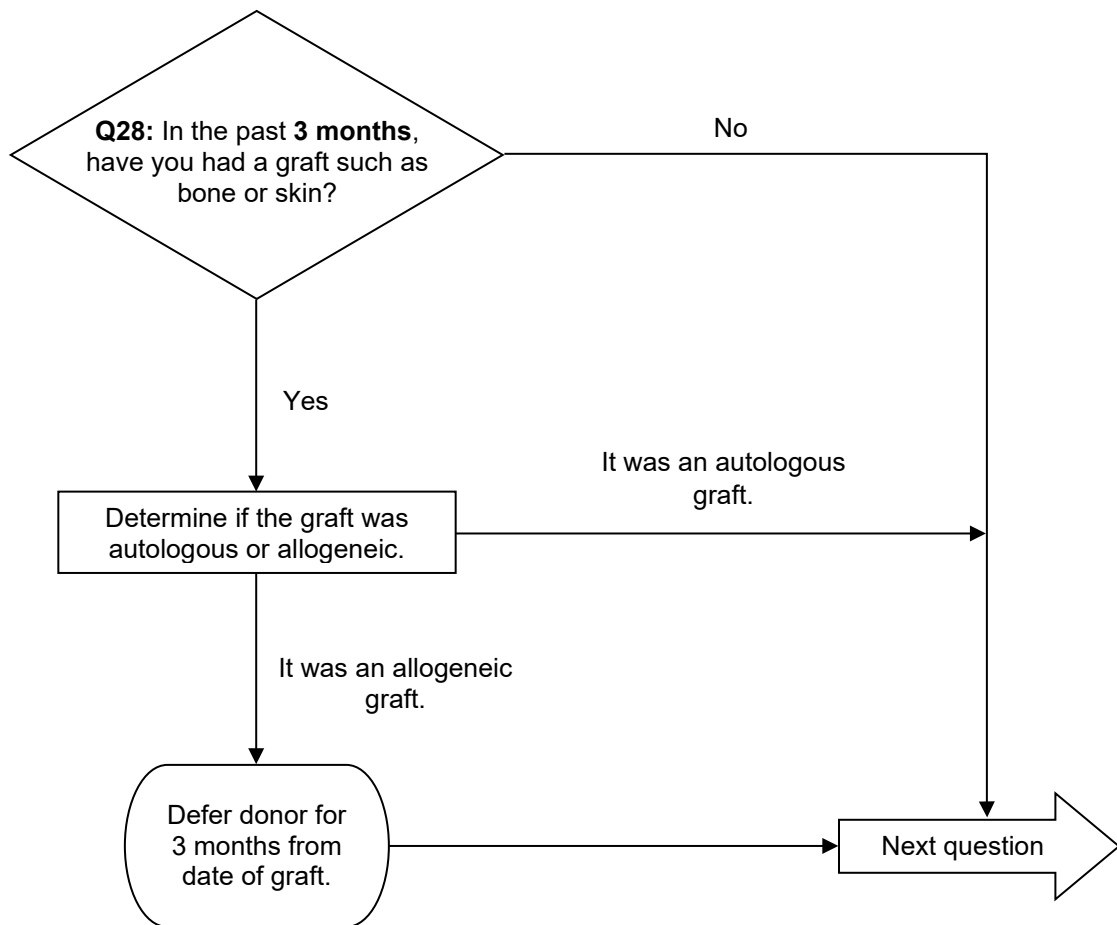 Q28: In the past 3 months,
have you had a graft such as
bone or skin?
No
Yes
It was an autologous
graft.
Determine if the graft was
autologous or allogeneic.
It was an allogeneic
graft.
Defer donor for
3 months from
date of graft.
Next question